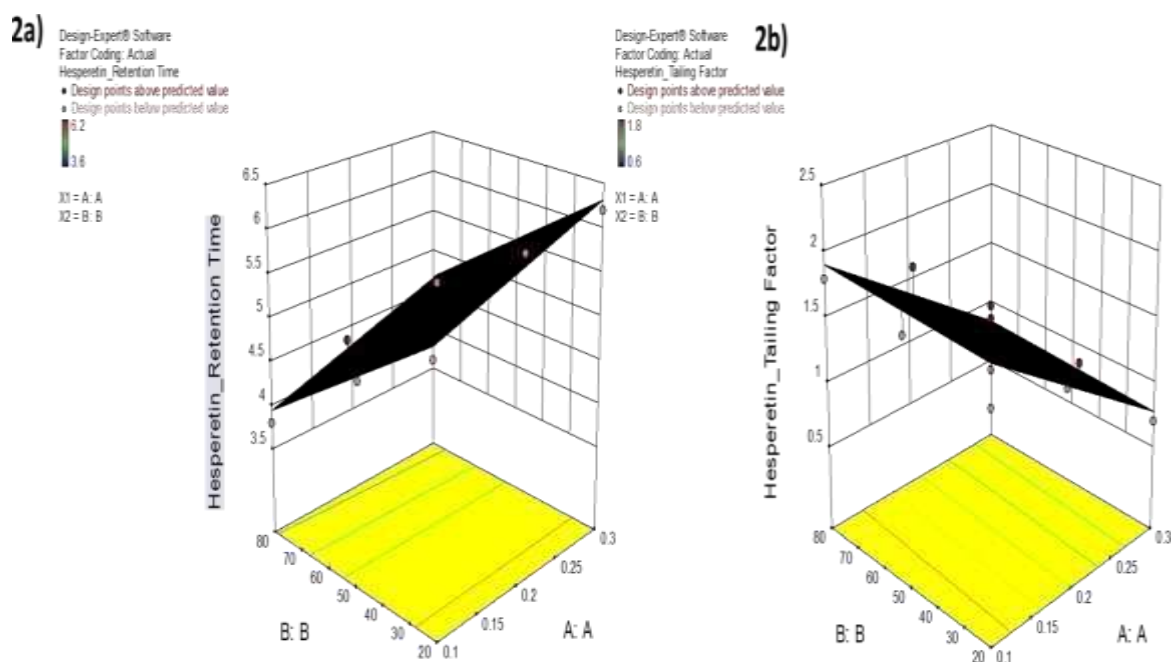 2a)
Design-Expert® Software
Factor Coding: Actual
Hesperetin_Retention Time
Design points above predicted value
Design points below predicted value
6.2
3.6
X1 = A: A
X2 = B: B
Hesperetin_Retention Time
6.5
6
5.5
5
4.5
4
3.5
80
70
60
50
40
30
20
0.1
0.15
0.2
0.25
0.3
B: B
A: A
2b)
Design-Expert® Software
Factor Coding: Actual
Hesperetin_Tailing Factor
Design points above predicted value
Design points below predicted value
1.8
0.6
X1 = A: A
X2 = B: B
Hesperetin_Tailing Factor
2.5
2
1.5
1
0.5
80
70
60
50
40
30
20
0.1
0.15
0.2
0.25
0.3
B: B
A: A